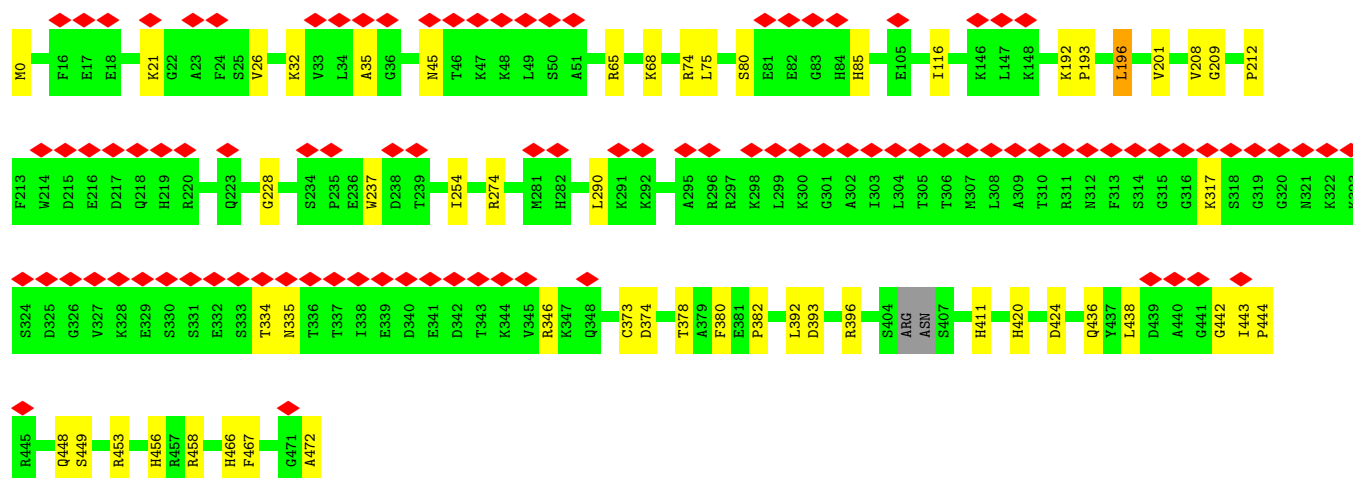 M0 F16 E17 E18 K21 G22 A23 F24 S25 V26 K32 V33 L34 A35 G36 N45 T46 K47 K48 L49 S50 A51 R65 K68 R74 L75 S80 E81 E82 G83 H84 H85 E105 I116 K146 L147 K148 K192 P193 L196 V201 V208 G209 P212
F213 W214 D215 E216 D217 Q218 H219 R220 Q223 G228 S234 P235 E236 W237 D238 T239 I254 R274 M281 H282 L290 K291 K292 A295 R296 R297 K298 L299 K300 G301 A302 I303 L304 T305 T306 M307 L308 A309 T310 R311 N312 F313 S314 G315 G316 K317 S318 G319 G320 N321 K322
S324 D325 G326 V327 K328 E329 S330 S331 E332 S333 T334 N335 T336 T337 I338 E339 D340 E341 D342 T343 K344 V345 R346 K347 Q348 C373 D374 T378 A379 F380 E381 P382 L392 D393 R396 S404 ARG ASN S407 H411 H420 D424 Q436 Y437 L438 D439 A440 G441 G442 I443 P444
R445 Q448 S449 R453 H456 R457 R458 H466 F467 G471 A472